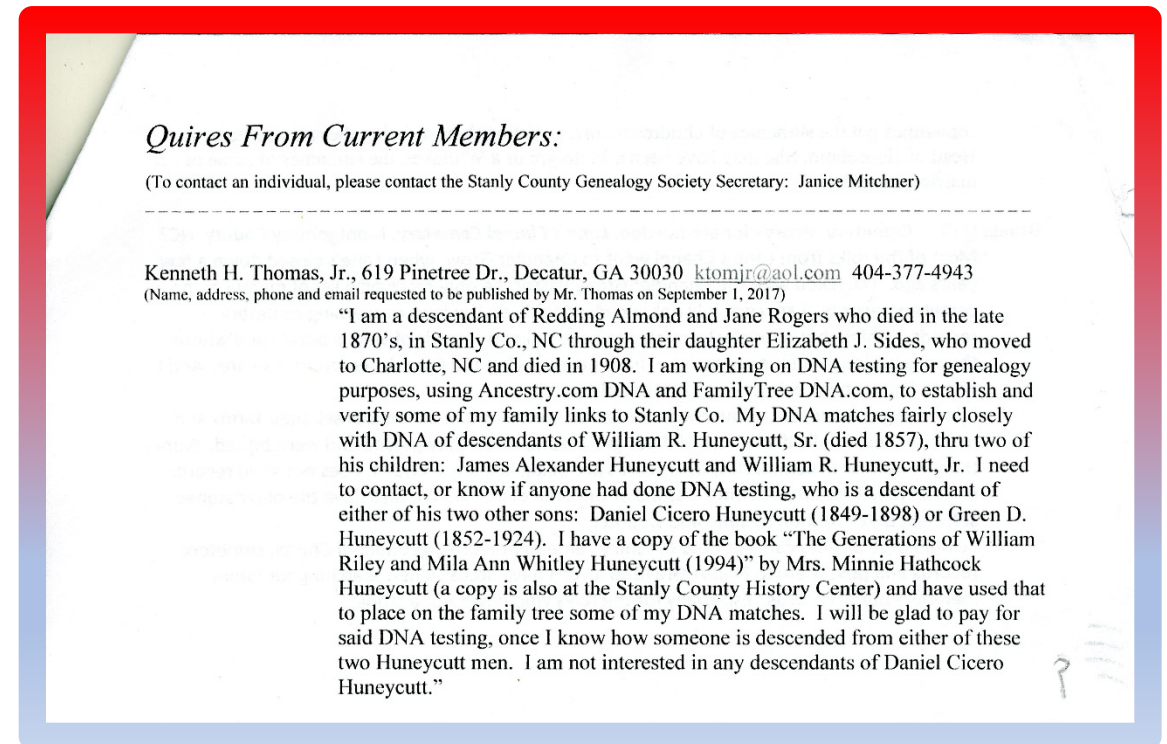 Quires From Current Members:
(To contact an individual, please contact the Stanly County Genealogy Society Secretary:  Janice Mitchner)
Kenneth H. Thomas, Jr., 619 Pinetree Dr., Decatur, GA 30030  ktomjr@aol.com  404-377-4943
(Name, address, phone and email requested to be published by Mr. Thomas on September 1, 2017)
“I am a descendant of Redding Almond and Jane Rogers who died in the late
1870’s, in Stanly Co., NC through their daughter Elizabeth J. Sides, who moved
to Charlotte, NC and died in 1908.  I am working on DNA testing for genealogy
purposes, using Ancestry.com DNA and FamilyTree DNA.com, to establish and
verify some of my family links to Stanly Co.  My DNA matches fairly closely
with DNA of descendants of William R. Huneycutt, Sr. (died 1857), thru two of
his children:  James Alexander Huneycutt and William R. Huneycutt, Jr.  I need
to contact, or know if anyone had done DNA testing, who is a descendant of
either of his two other sons:  Daniel Cicero Huneycutt (1849-1898) or Green D.
Huneycutt (1852-1924).  I have a copy of the book “The Generations of William
Riley and Mila Ann Whitley Huneycutt (1994)” by Mrs. Minnie Hathcock
Huneycutt (a copy is also at the Stanly County History Center) and have used that
to place on the family tree some of my DNA matches.  I will be glad to pay for
said DNA testing, once I know how someone is descended from either of these
two Huneycutt men.  I am not interested in any descendants of Daniel Cicero
Huneycutt.”
?